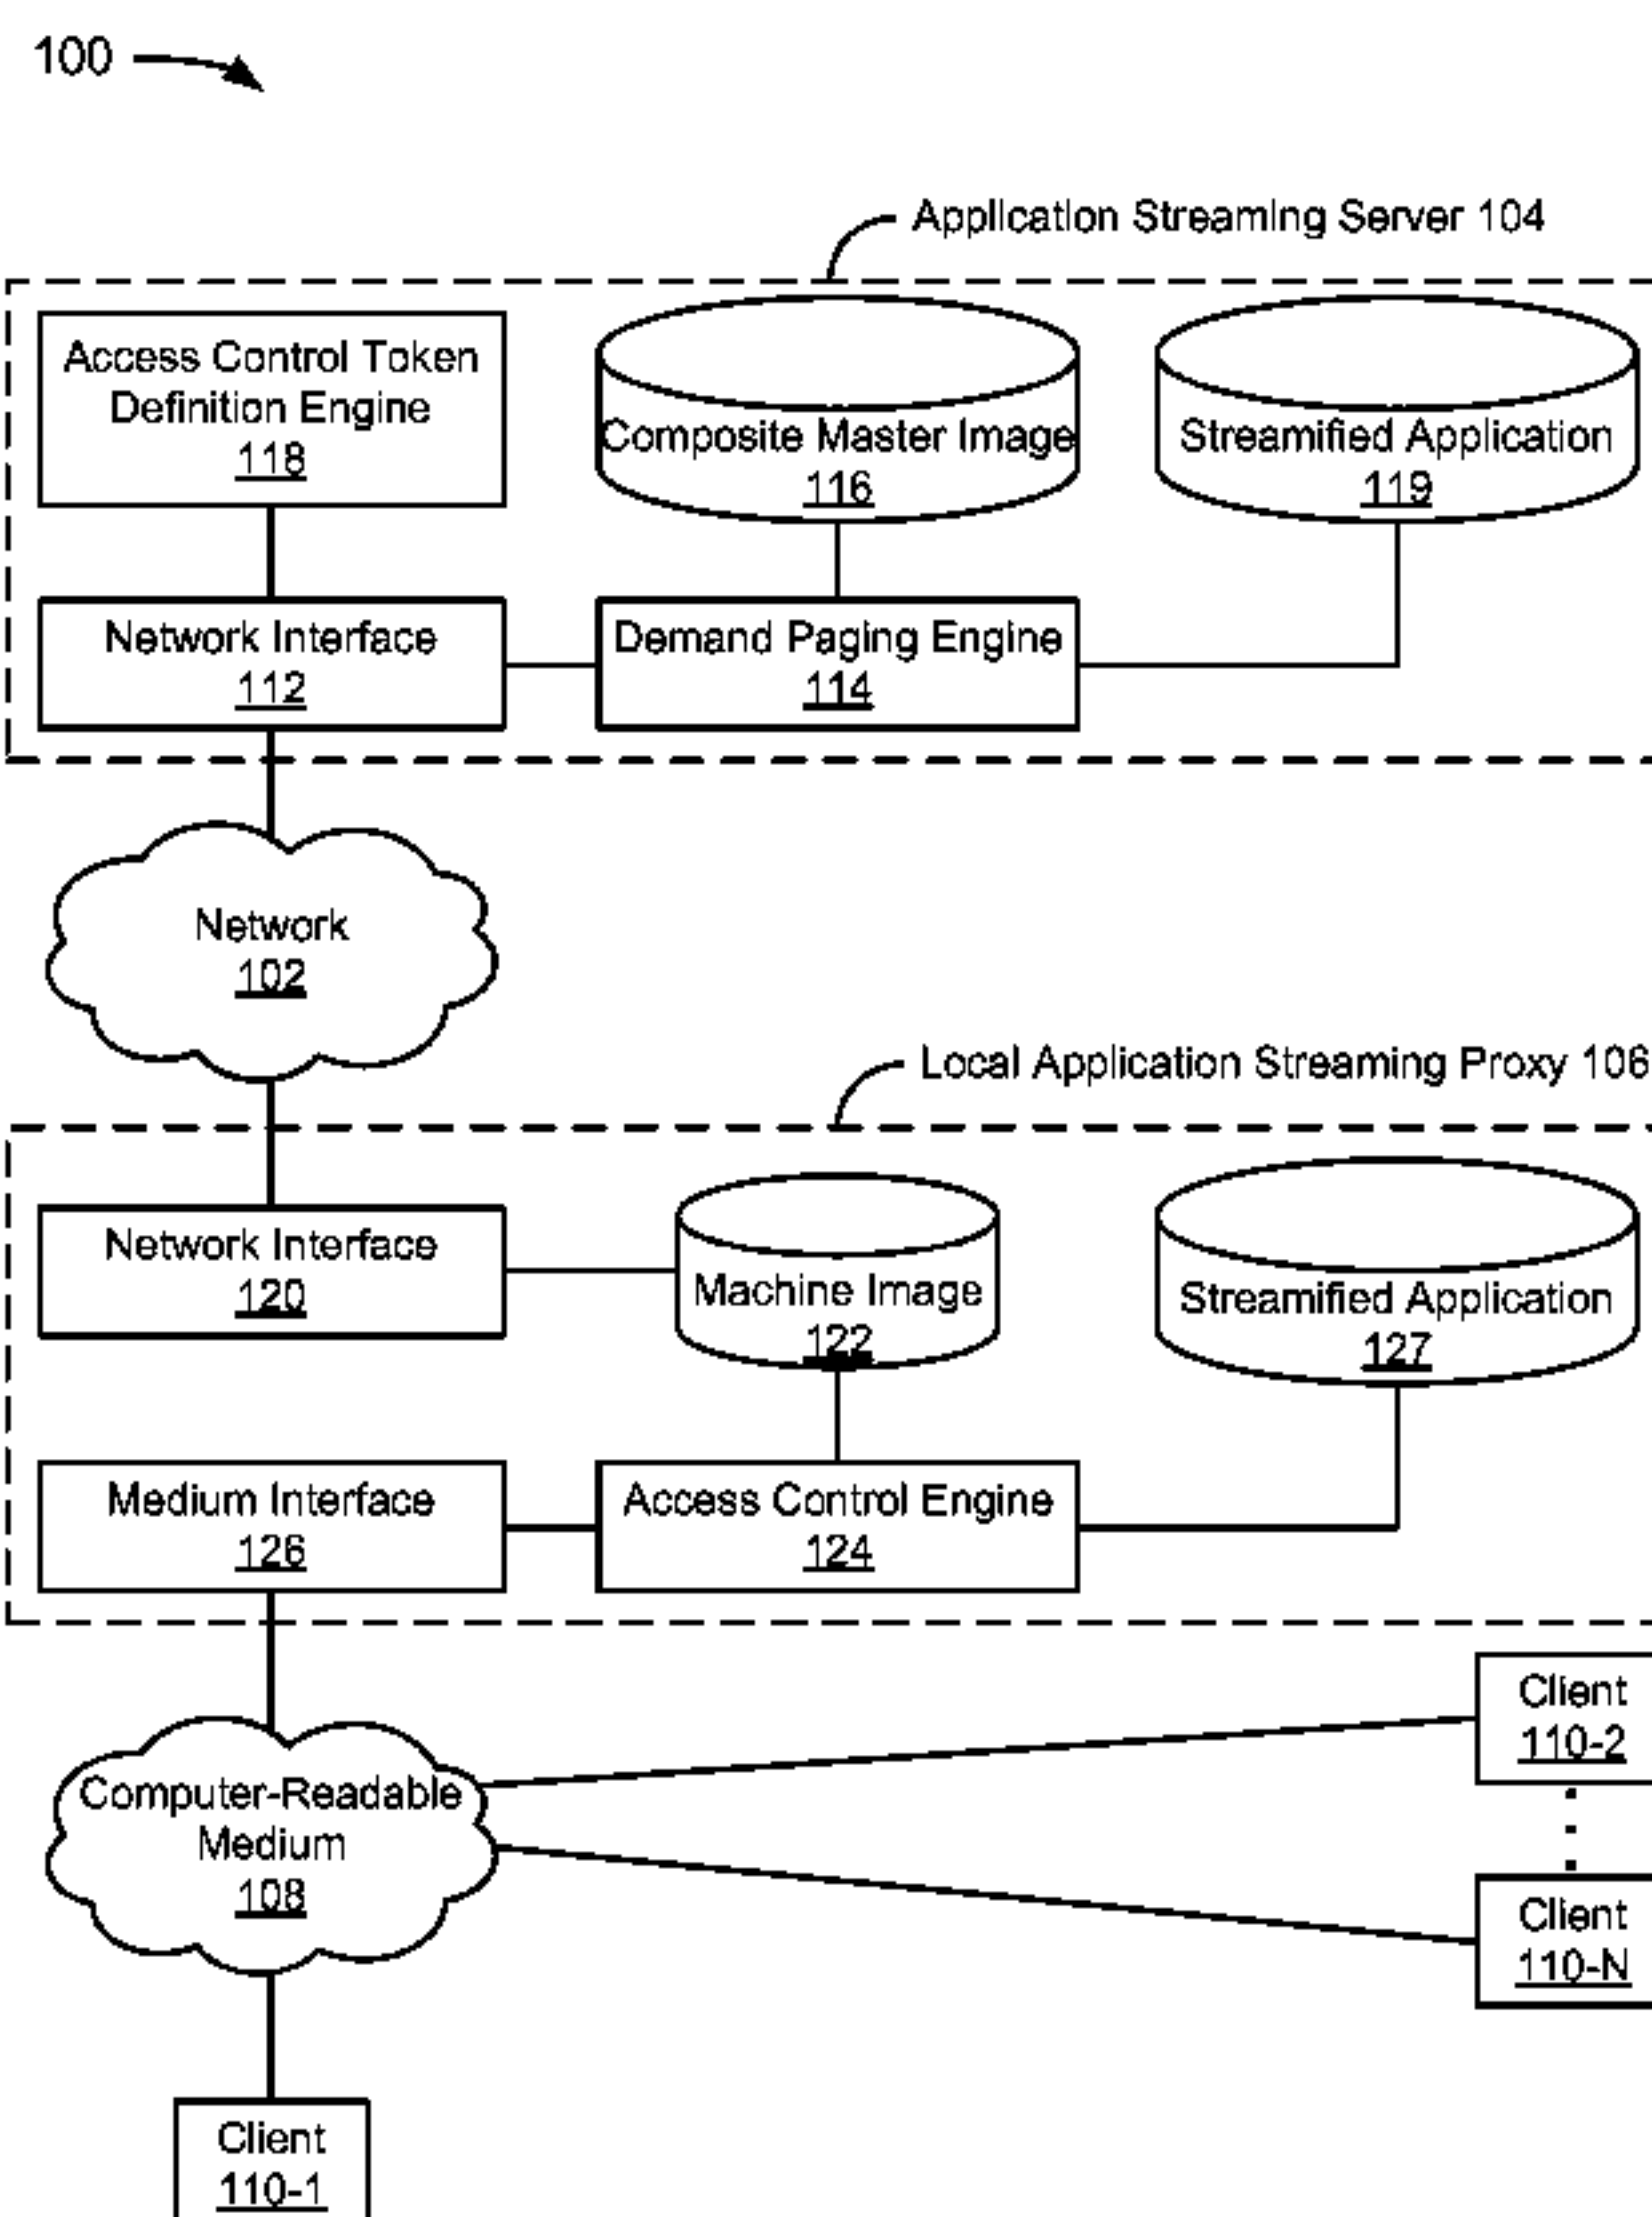 100
Application Streaming Server 104
Access Control Token
Definition Engine
118
Composite Master Image
116
Streamified Application
119
Network Interface
112
Demand Paging Engine
114
Network
102
Local Application Streaming Proxy 106
Network Interface
120
Machine Image
122
Streamified Application
127
Medium Interface
126
Access Control Engine
124
Client
110-2
Computer-Readable
Medium
108
Client
110-N
Client
110-1